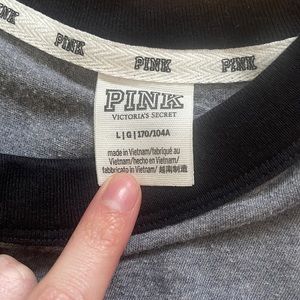 PINK PINK PINK PINK
PINK
VICTORIA'S SECRET
L|G|170/104A
made in Vietnam/fabriqué au
Vietnam/hecho en Vietnam/
fabbricato in Vietnam/ 越南制造